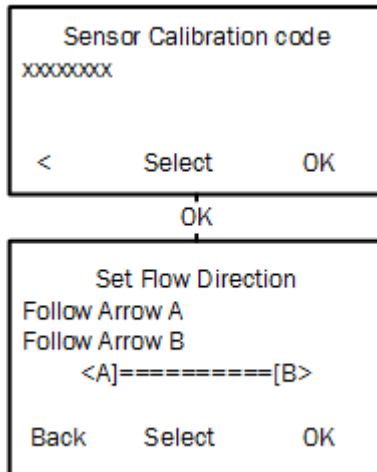 Sensor Calibration code
xxxxxxxx
< Select OK
OK
Set Flow Direction
Follow Arrow A
Follow Arrow B
<A]==========[B>
Back Select OK